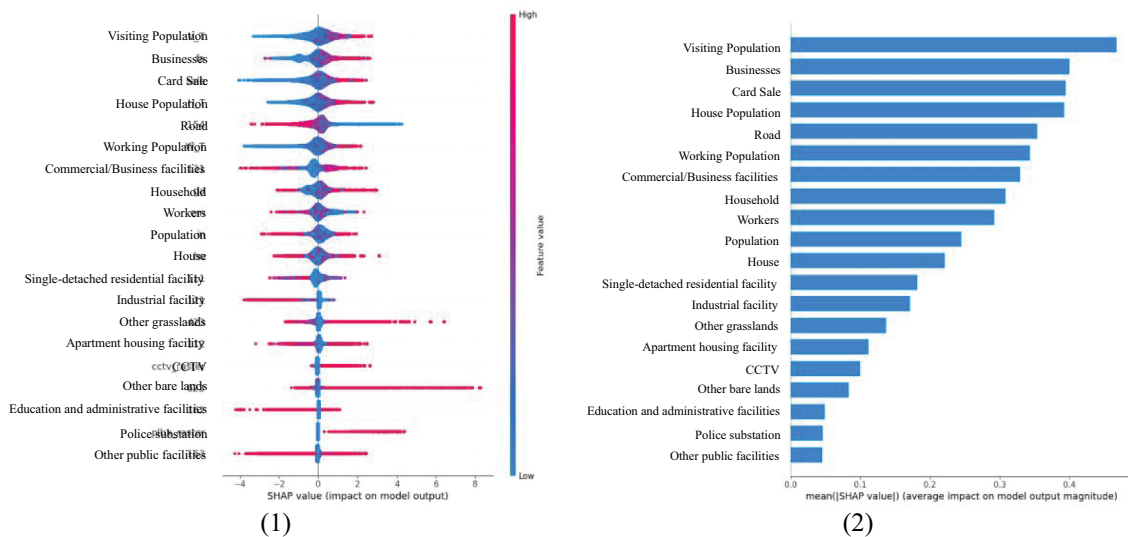 High
Visiting Population
Businesses
Card Sale
House Population
Road
Working Population
Commercial/Business facilities
Household
Workers
Population
House
Single-detached residential facility
Industrial facility
Other grasslands
Apartment housing facility
CCTV
Other bare lands
Education and administrative facilities
Police substation
Other public facilities
Feature value
Low
−4 −2 0 2 4 6 8
SHAP value (impact on model output)
(1)
Visiting Population
Businesses
Card Sale
House Population
Road
Working Population
Commercial/Business facilities
Household
Workers
Population
House
Single-detached residential facility
Industrial facility
Other grasslands
Apartment housing facility
CCTV
Other bare lands
Education and administrative facilities
Police substation
Other public facilities
0.0 0.1 0.2 0.3 0.4
mean(|SHAP value|) (average impact on model output magnitude)
(2)